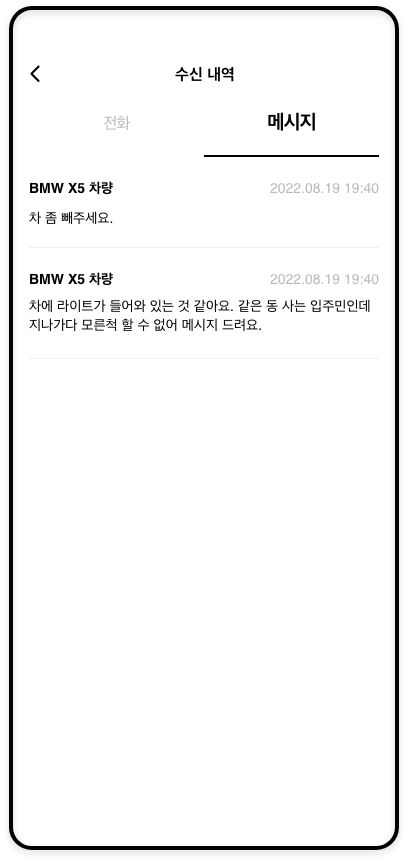 수신 내역
전화
메시지
BMW X5 차량
2022.08.19 19:40
차 좀 빼주세요.
BMW X5 차량
2022.08.19 19:40
차에 라이트가 들어와 있는 것 같아요. 같은 동 사는 입주민인데
지나가다 모른척 할 수 없어 메시지 드려요.